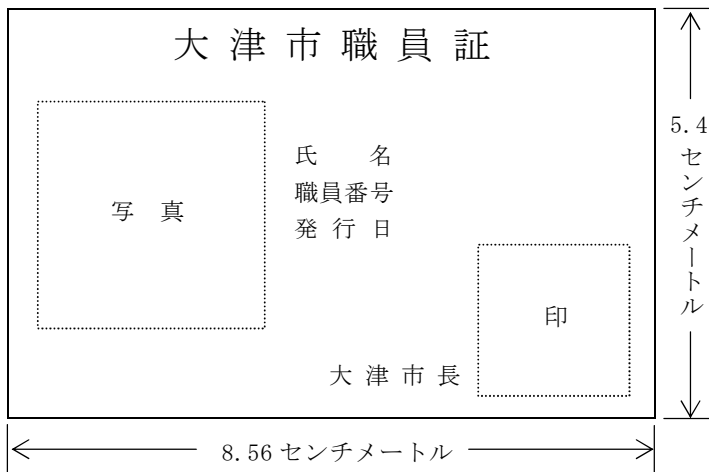 大津市職員証
写真
氏名
職員番号
発行日
印
大津市長
5.4センチメートル
8.56センチメートル